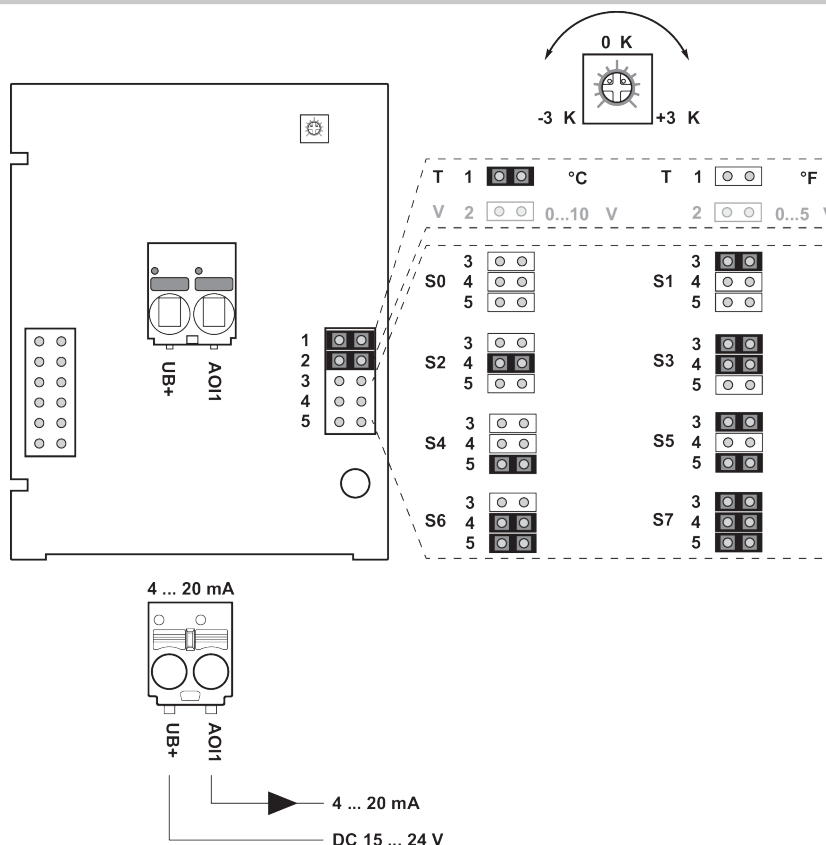 0 K
-3 K +3 K
T 1 °C T 1 °F
V 2 0...10 V 2 0...5 V
S0 3 4 5 S1 3 4 5
S2 3 4 5 S3 3 4 5
S4 3 4 5 S5 3 4 5
S6 3 4 5 S7 3 4 5
UB+ AOI1
1
2
3
4
5
4 ... 20 mA
UB+ AOI1
4 ... 20 mA
DC 15 ... 24 V